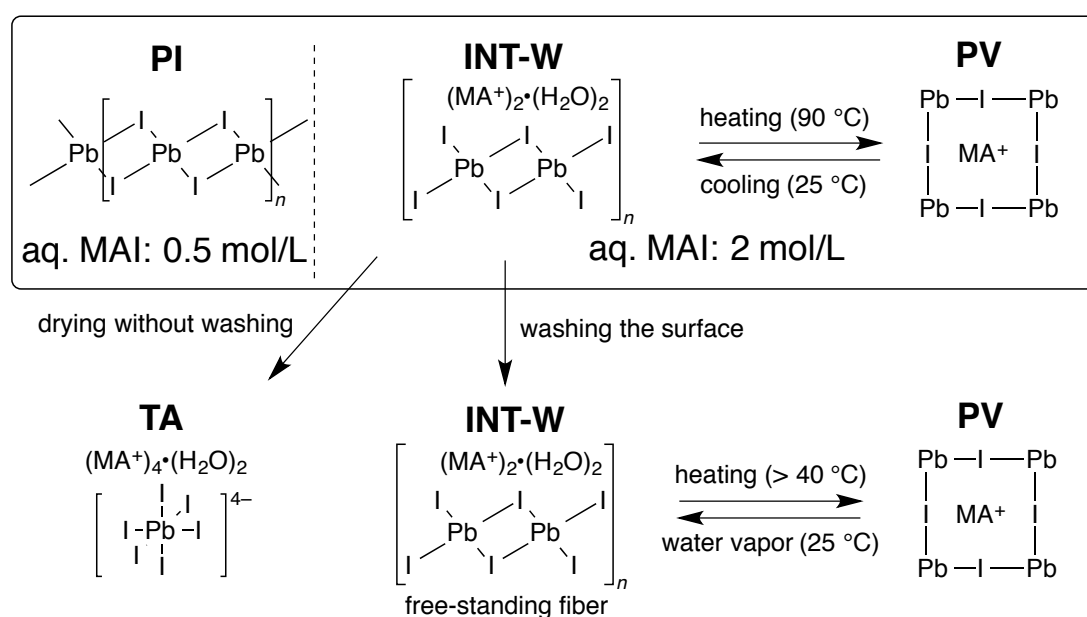 PI
INT-W
PV
(MA⁺)₂•(H₂O)₂
I I
Pb Pb Pb
I I
n
I I I
Pb Pb
I I I
n
heating (90 °C)
cooling (25 °C)
Pb I Pb
I MA⁺ I
Pb I Pb
aq. MAI: 0.5 mol/L
aq. MAI: 2 mol/L
drying without washing
washing the surface
TA
INT-W
PV
(MA⁺)₄•(H₂O)₂
I
I
I Pb I
I
I
4–
(MA⁺)₂•(H₂O)₂
I I I
Pb Pb
I I I
n
free-standing fiber
heating (> 40 °C)
water vapor (25 °C)
Pb I Pb
I MA⁺ I
Pb I Pb